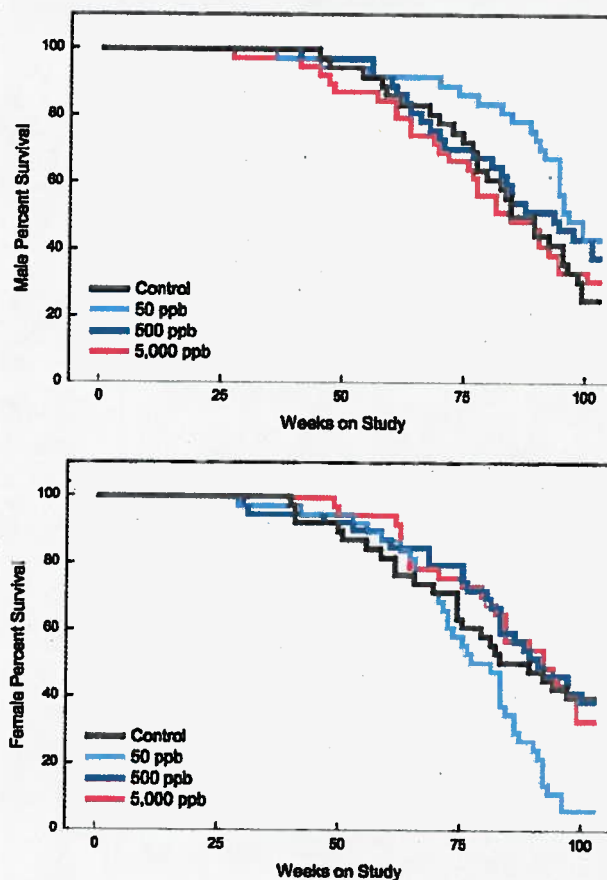 Male Percent Survival
100
80
60
40
20
0
Control
50 ppb
500 ppb
5,000 ppb
0 25 50 75 100
Weeks on Study
Female Percent Survival
100
80
60
40
20
0
Control
50 ppb
500 ppb
5,000 ppb
0 25 50 75 100
Weeks on Study